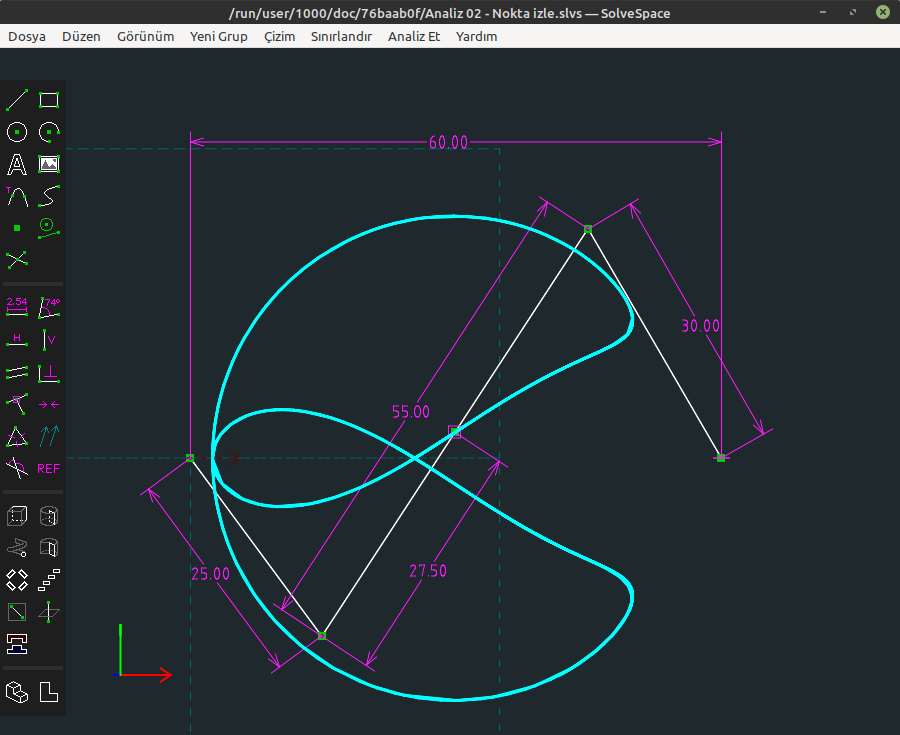 /run/user/1000/doc/76baab0f/Analiz 02 - Nokta izle.slvs — SolveSpace
Dosya Düzen Görünüm Yeni Grup Çizim Sınırlandır Analiz Et Yardım
60.00
A
T
2.54 74°
30.00
H V
55.00
REF
25.00
27.50